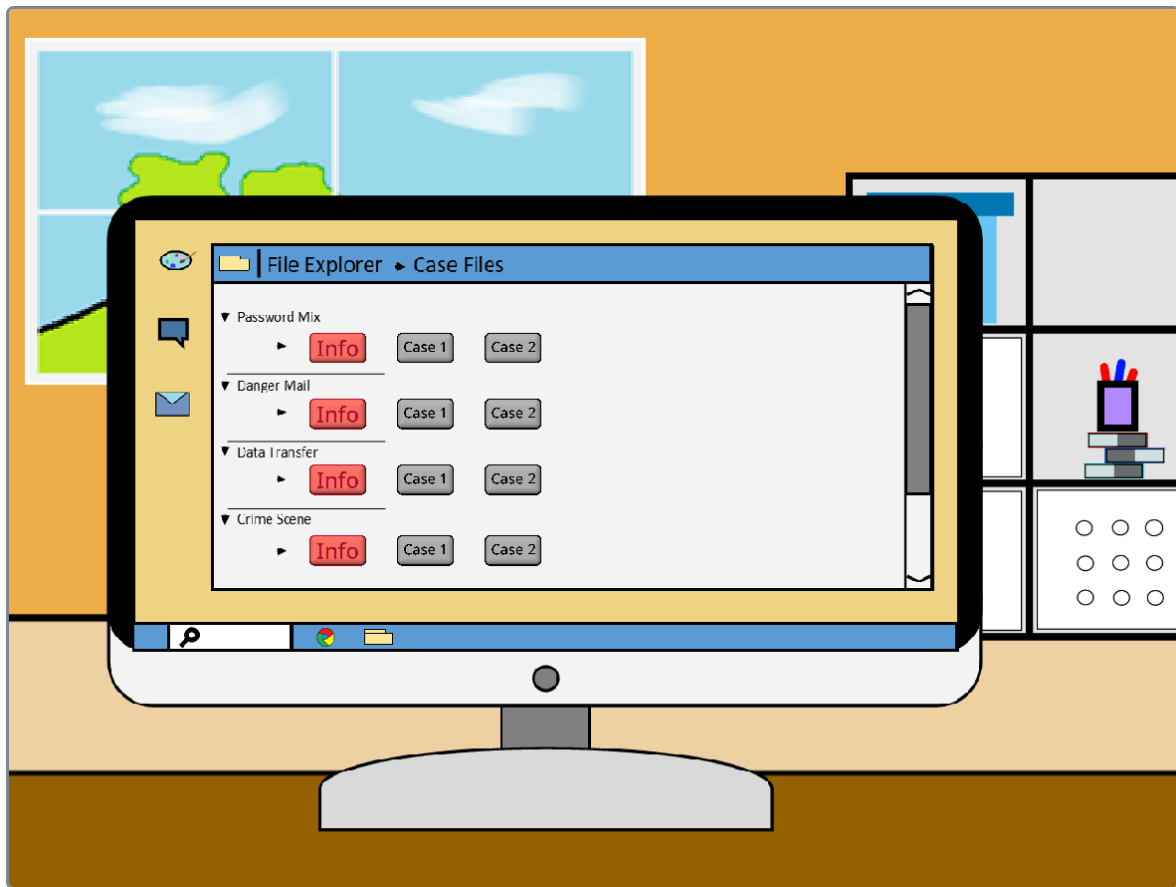 File Explorer ► Case Files
▼ Password Mix
► Info Case 1 Case 2
▼ Danger Mail
► Info Case 1 Case 2
▼ Data Transfer
► Info Case 1 Case 2
▼ Crime Scene
► Info Case 1 Case 2